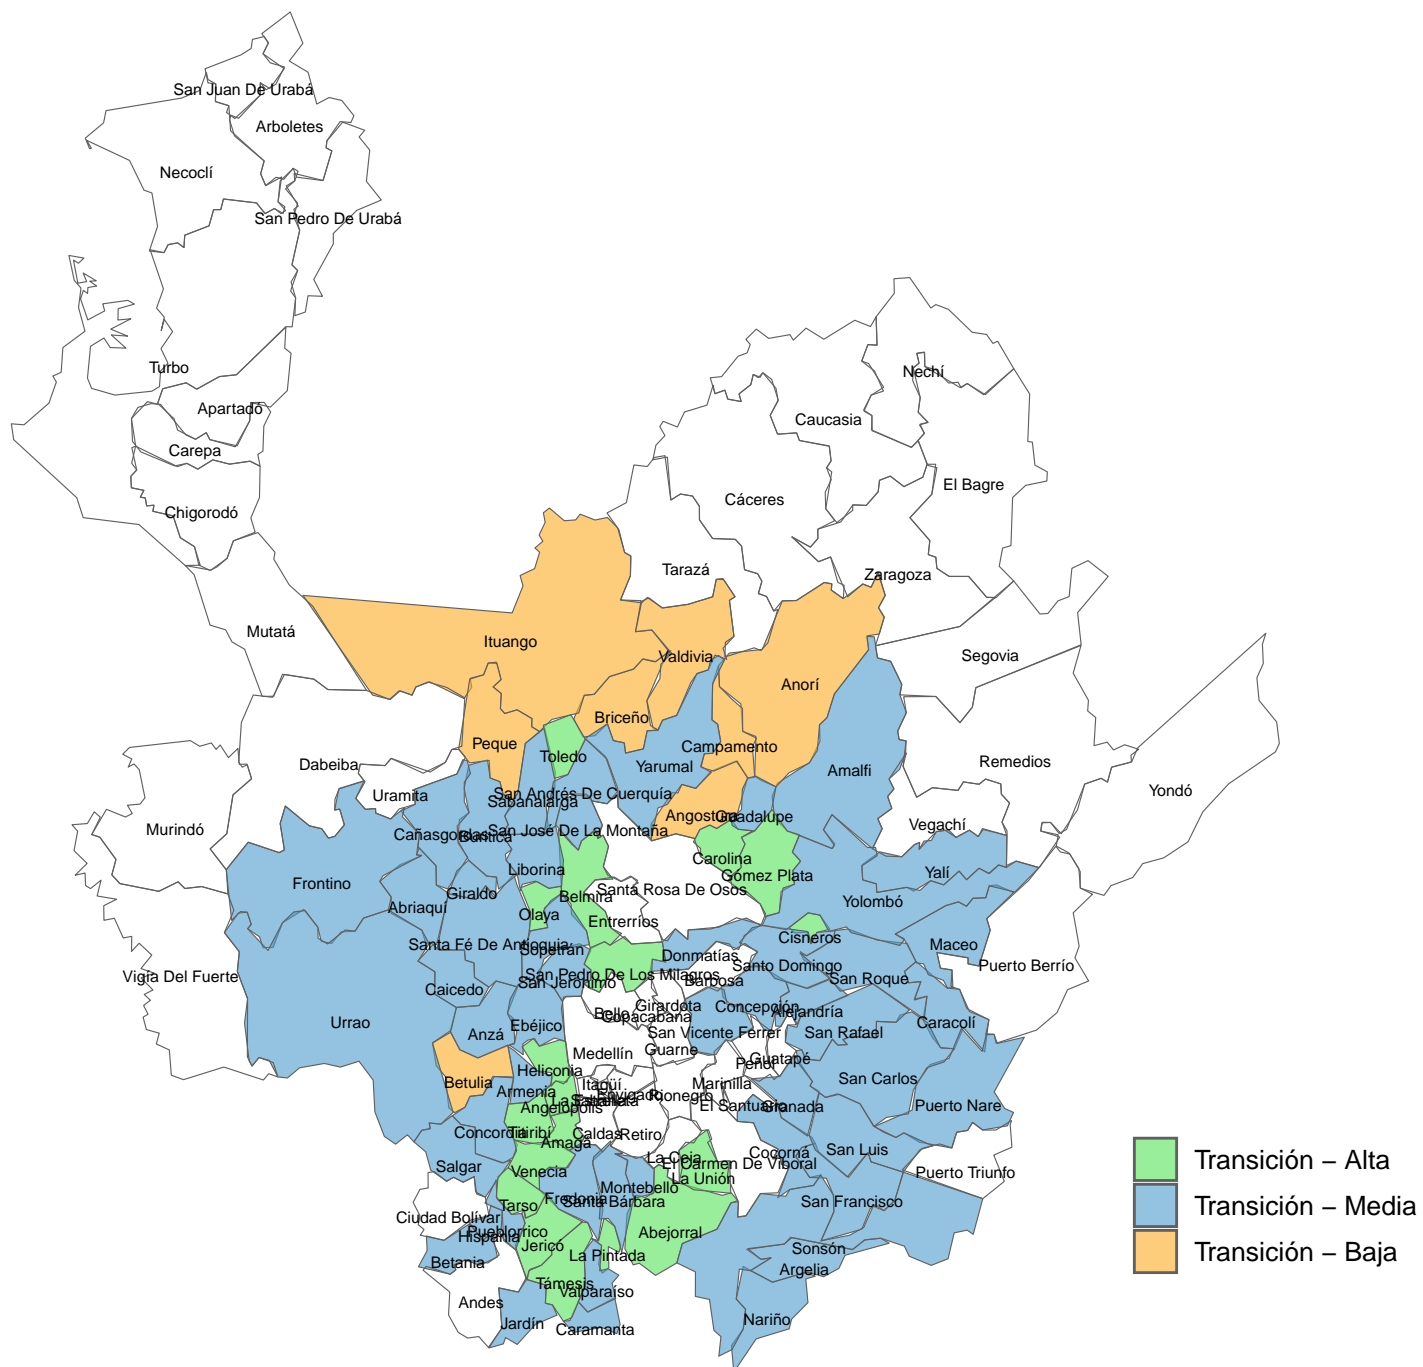 San Juan De Urabá
Arboletes
Necoclí
San Pedro De Urabá
Turbo
Nechí
Apartadó
Caucasia
Carepa
El Bagre
Cáceres
Chigorodó
Tarazá
Zaragoza
Mutatá
Ituango
Valdivia
Segovia
Anorí
Briceño
Peque
Campamento
Toledo
Dabeiba
Yarumal
Remedios
Amalfi
Yondó
Uramita
San Andrés De Cuerquía
Sabanalarga
Angostura
Guadalupe
Vegachí
Murindó
San José De La Montaña
Cañasgordas
Buriticá
Carolina
Liborina
Yalí
Gómez Plata
Frontino
Santa Rosa De Osos
Giraldo
Belmira
Yolombó
Abriaquí
Olaya
Entrerríos
Cisneros
Santa Fé De Antioquia
Maceo
Sopetrán
Donmatías
Santo Domingo
Puerto Berrío
Vigía Del Fuerte
San Pedro De Los Milagros
San Roque
Barbosa
San Jerónimo
Caicedo
Girardota
Concepción
Alejandría
Bello
Copacabana
Urrao
Caracolí
Ebéjico
Anzá
San Vicente Ferrer
San Rafael
Guarne
Medellín
Guatapé
Peñol
Heliconia
San Carlos
Betulia
Itagüí
Marinilla
Armenia
Envigado
Rionegro
La Estrella
Sabaneta
Angelópolis
El Santuario
Granada
Puerto Nare
Concordia
Titiribí
Caldas
Retiro
Amagá
San Luis
Cocorná
La Ceja
El Carmen De Viboral
Salgar
Venecia
Puerto Triunfo
Transición – Alta
La Unión
Montebello
Fredonia
Santa Bárbara
San Francisco
Tarso
Transición – Media
Ciudad Bolívar
Pueblorrico
Abejorral
Hispania
Jericó
Sonsón
Transición – Baja
La Pintada
Betania
Argelia
Támesis
Valparaíso
Andes
Nariño
Jardín
Caramanta